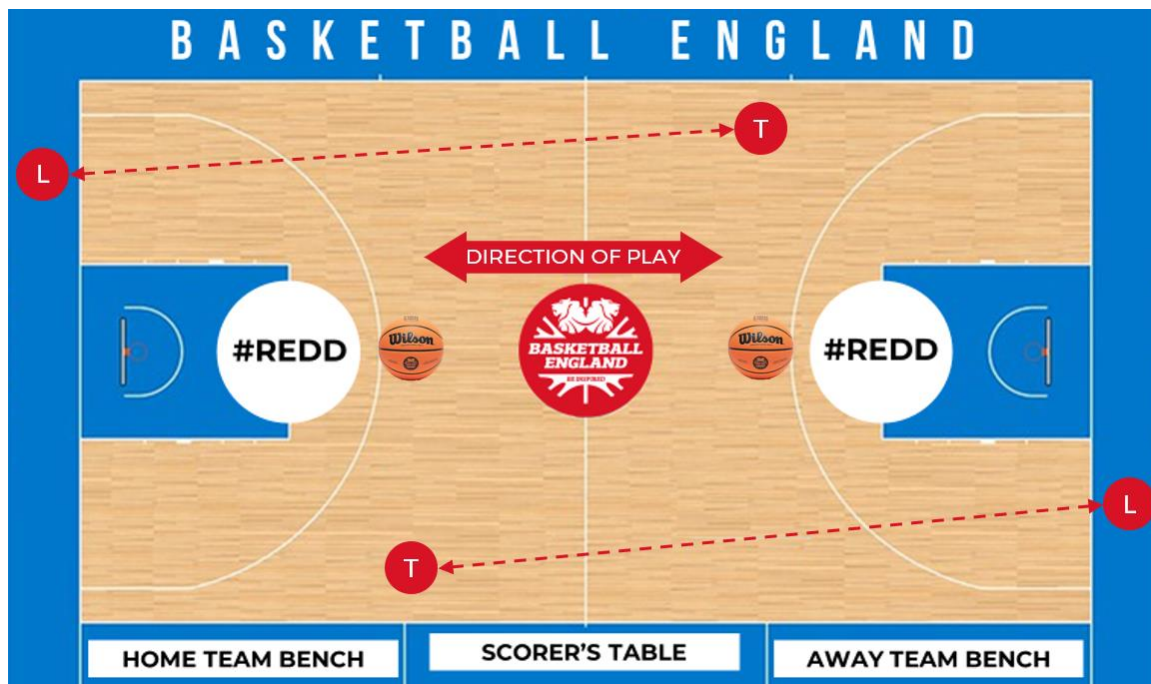 BASKETBALL ENGLAND
T
L
DIRECTION OF PLAY
#REDD
Wilson
BASKETBALL
ENGLAND
Wilson
#REDD
L
T
HOME TEAM BENCH
SCORER'S TABLE
AWAY TEAM BENCH